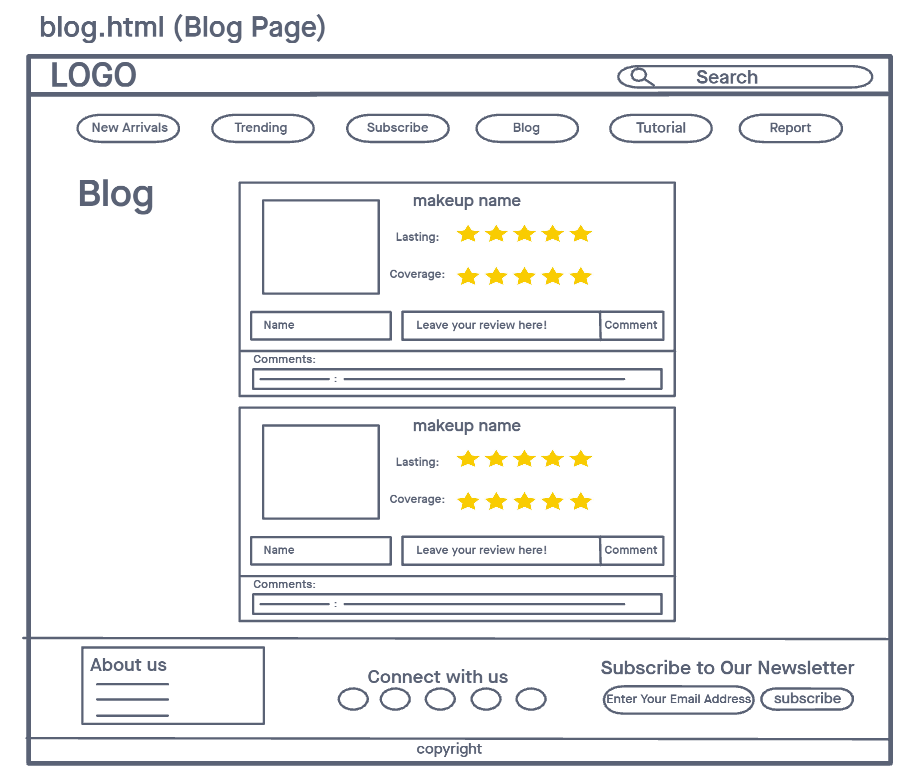 blog.html (Blog Page)
LOGO
Search
New Arrivals
Trending
Subscribe
Blog
Tutorial
Report
Blog
makeup name
Lasting:
Coverage:
Name
Leave your review here!
Comment
Comments:
:
makeup name
Lasting:
Coverage:
Name
Leave your review here!
Comment
Comments:
:
About us
Connect with us
Subscribe to Our Newsletter
Enter Your Email Address
subscribe
copyright